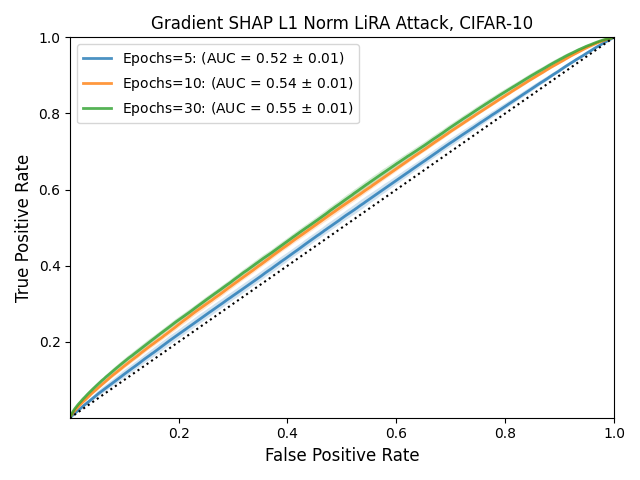 Gradient SHAP L1 Norm LiRA Attack, CIFAR-10
Epochs=5: (AUC = 0.52 ± 0.01)
Epochs=10: (AUC = 0.54 ± 0.01)
Epochs=30: (AUC = 0.55 ± 0.01)
True Positive Rate
1.0
0.8
0.6
0.4
0.2
0.2 0.4 0.6 0.8 1.0
False Positive Rate